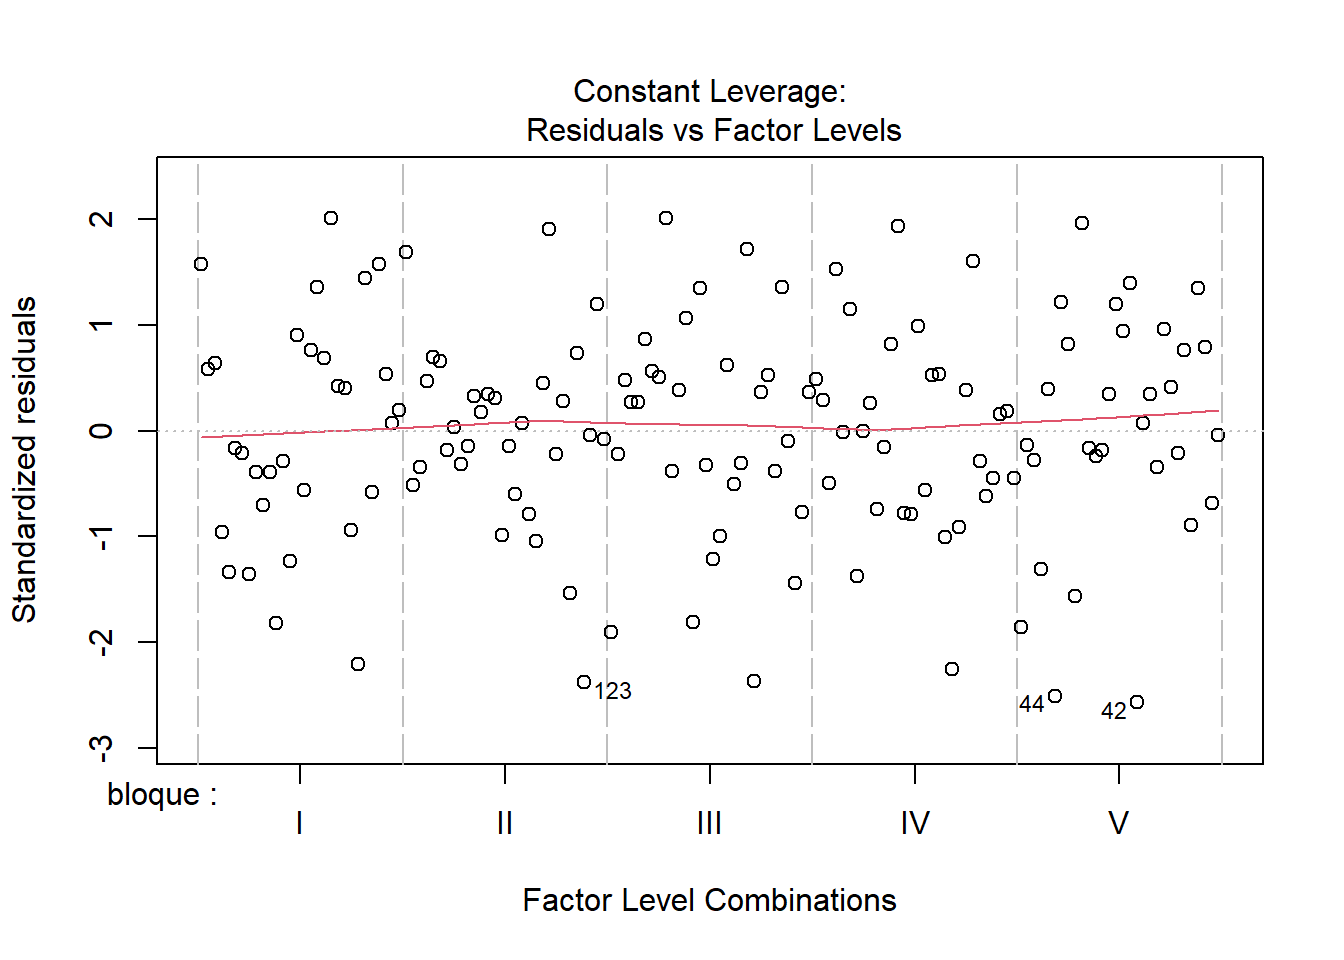 Constant Leverage:
Residuals vs Factor Levels
Standardized residuals
2
1
0
-1
-2
-3
123
44
42
bloque :
I II III IV V
Factor Level Combinations